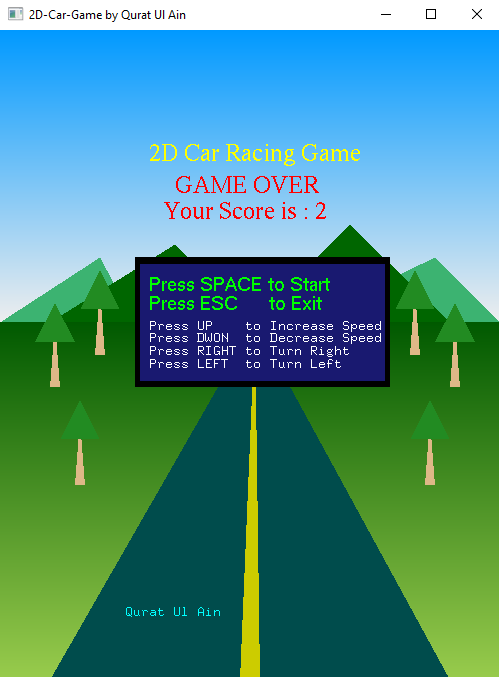 2D-Car-Game by Qurat Ul Ain
2D Car Racing Game
GAME OVER
Your Score is : 2
Press SPACE to Start
Press ESC to Exit
Press UP to Increase Speed
Press DWON to Decrease Speed
Press RIGHT to Turn Right
Press LEFT to Turn Left
Qurat Ul Ain